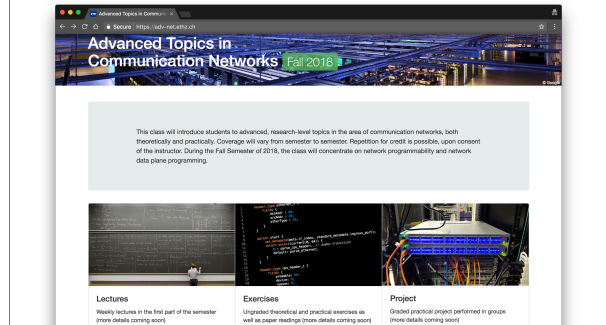 Advanced Topics in Communic
Secure | https://adv-net.ethz.ch
Advanced Topics in
Communication Networks Fall 2018
© Google
This class will introduce students to advanced, research-level topics in the area of communication networks, both
theoretically and practically. Coverage will vary from semester to semester. Repetition for credit is possible, upon consent
of the instructor. During the Fall Semester of 2018, the class will concentrate on network programmability and network
data plane programming.
Lectures
Weekly lectures in the first part of the semester
(more details coming soon)
Exercises
Ungraded theoretical and practical exercises as
well as paper readings (more details coming soon)
Project
Graded practical project performed in groups
(more details coming soon)